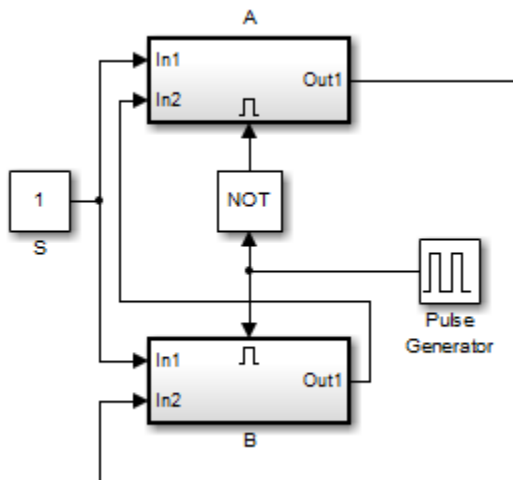 A
In1
In2
Out1
1
S
NOT
Pulse
Generator
In1
In2
Out1
B